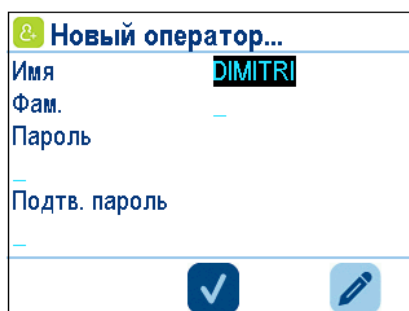 Новый оператор...
Имя DIMITRI
Фам. _
Пароль
_
Подтв. пароль
_